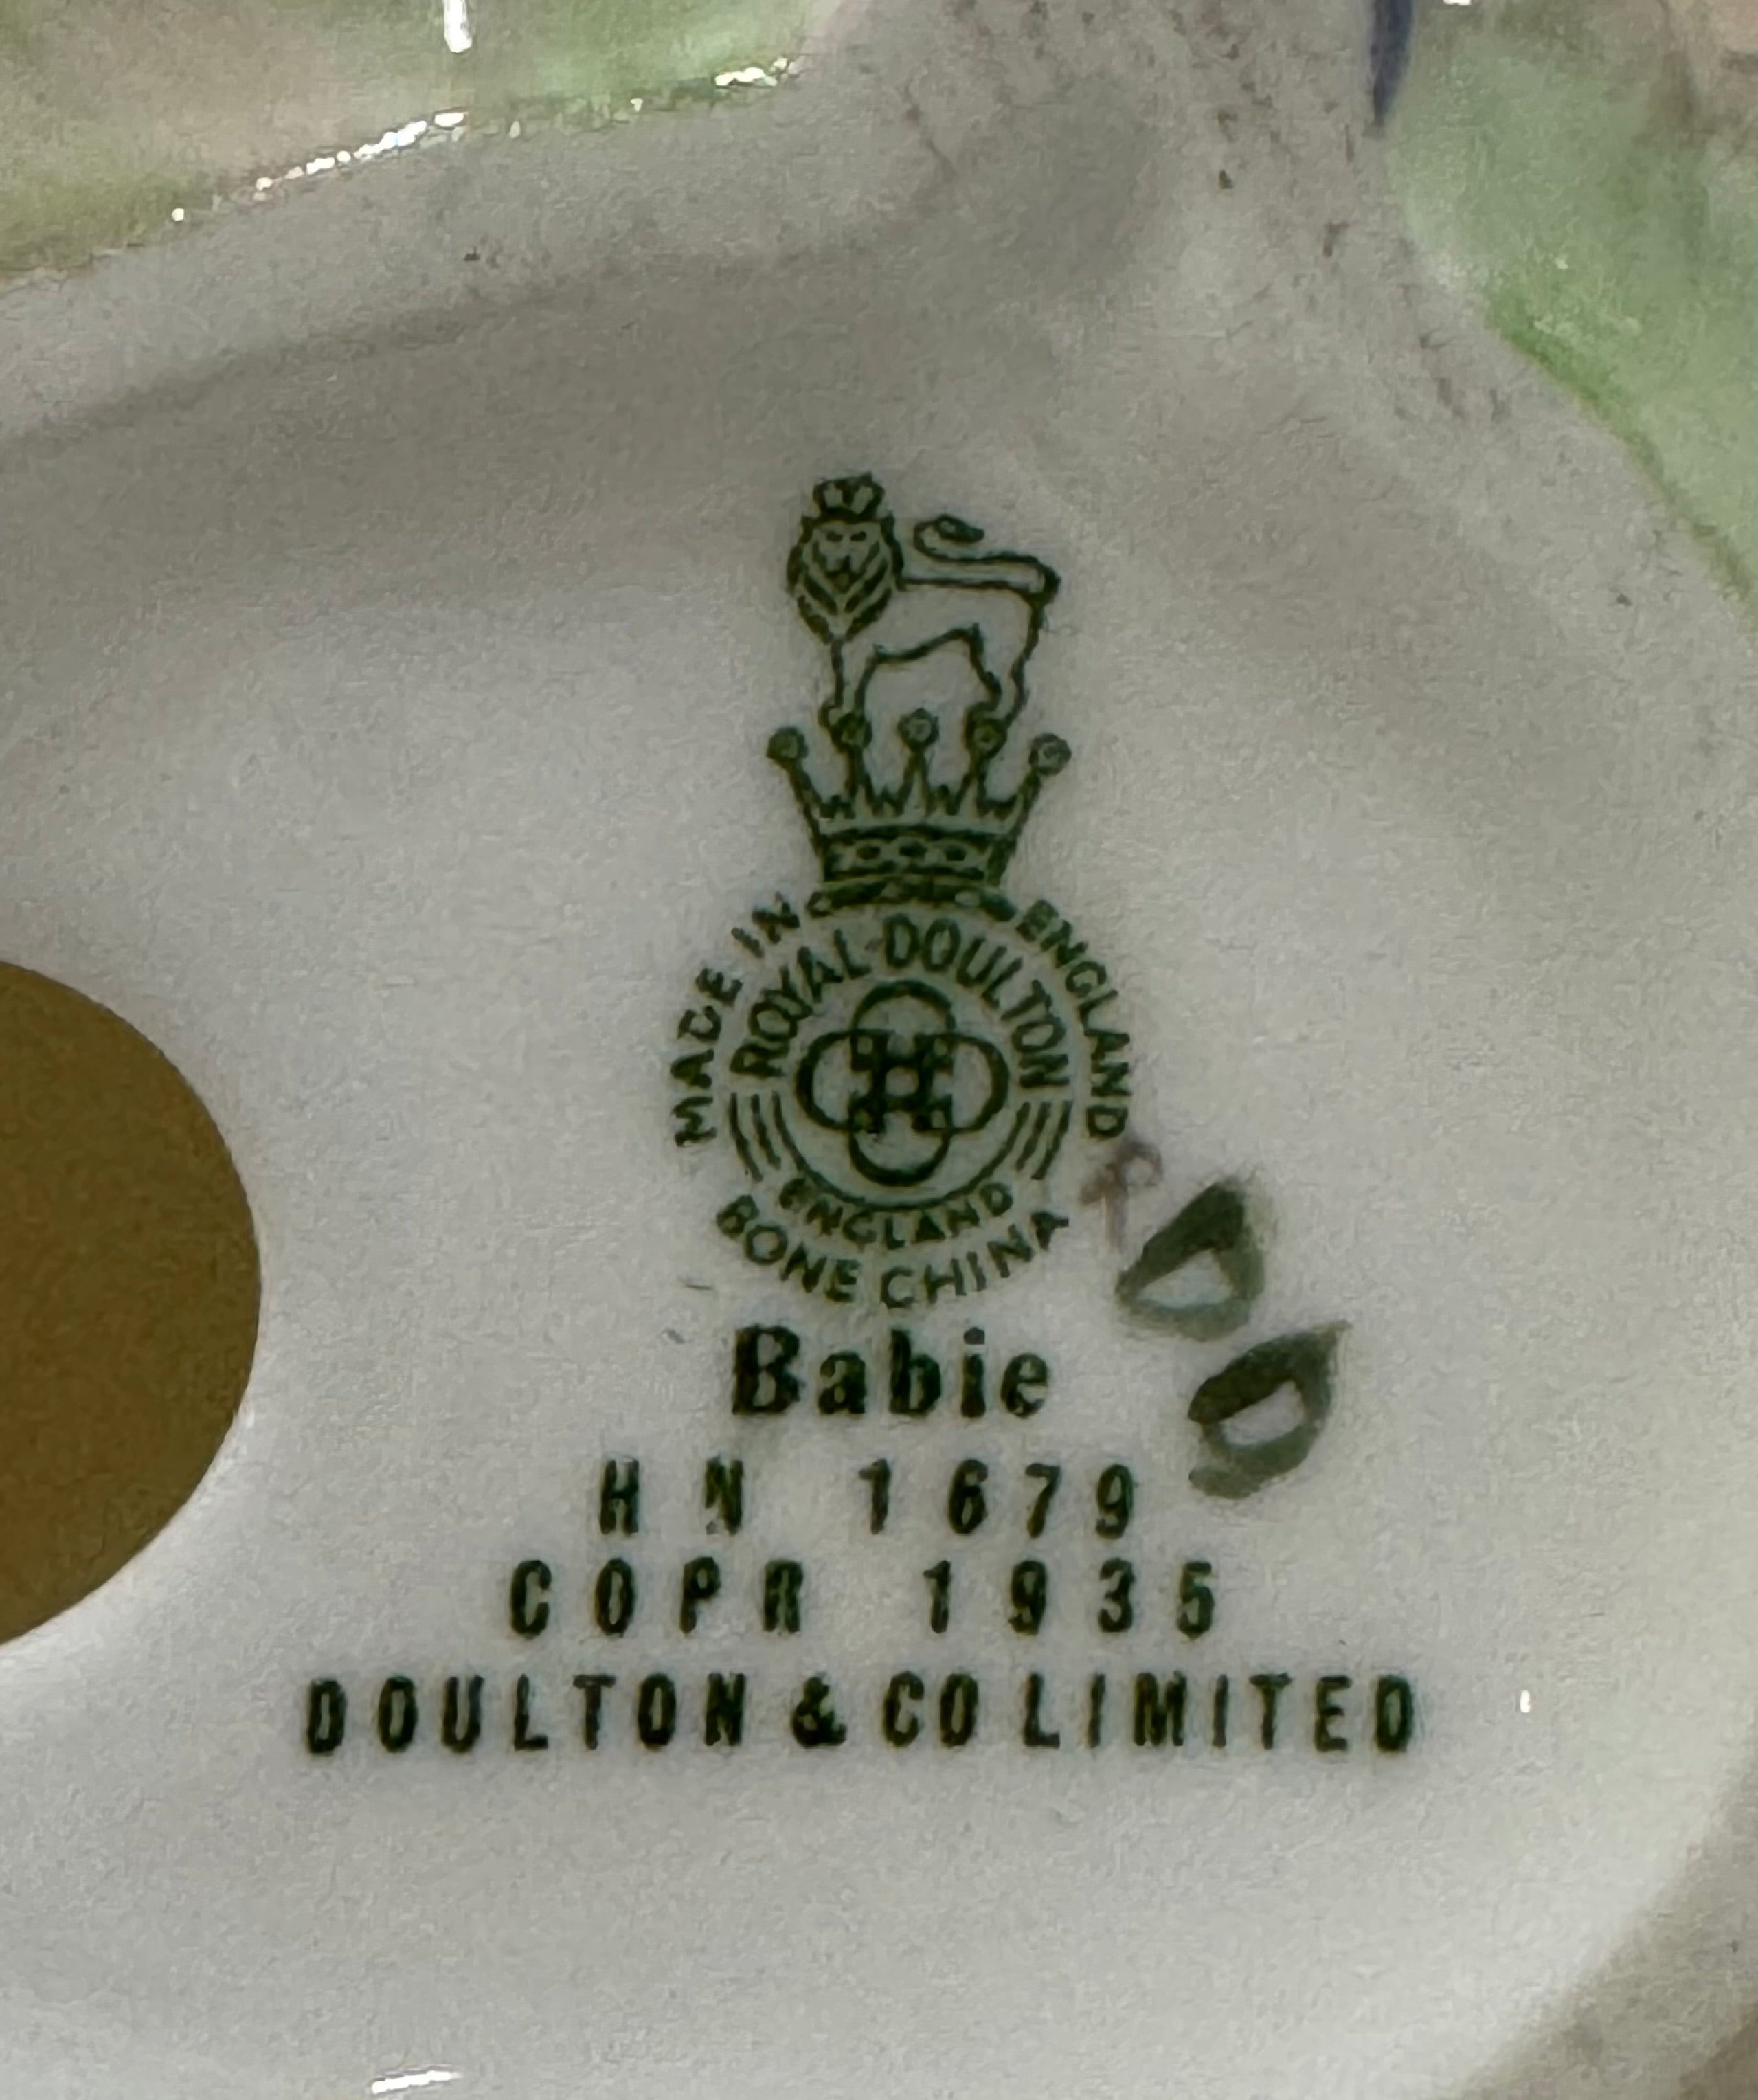 MADE IN ENGLAND
ROYAL DOULTON
ENGLAND
BONE CHINA
Babie
HN 1679
COPR 1935
DOULTON & CO LIMITED